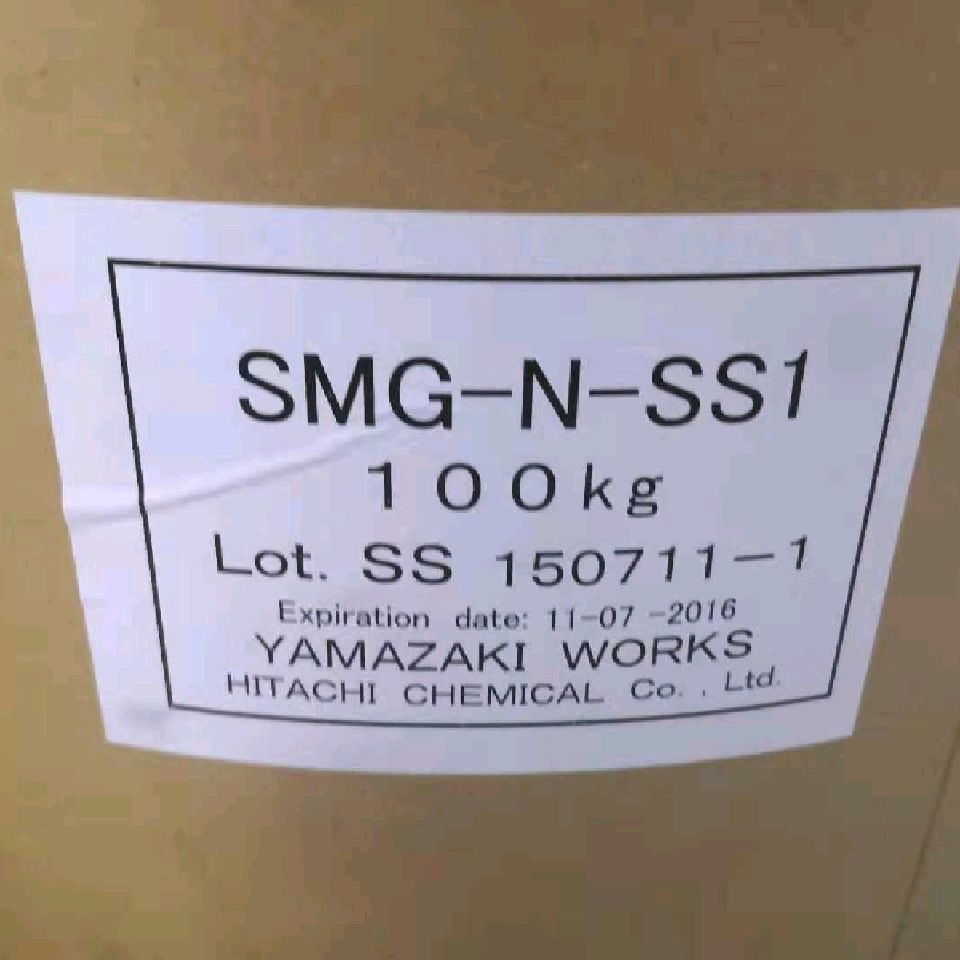 SMG-N-SS1
100kg
Lot. SS 150711-1
Expiration date: 11-07 -2016
YAMAZAKI WORKS
HITACHI CHEMICAL Co. , Ltd.